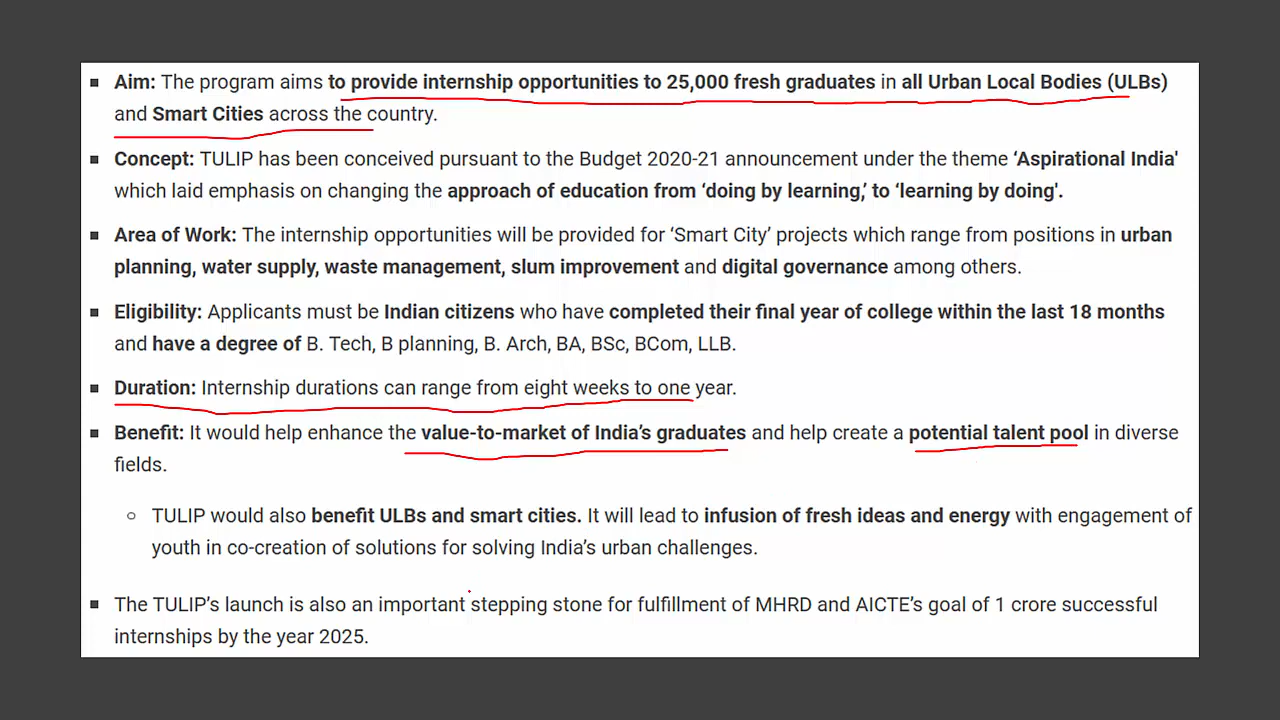 ▪ Aim: The program aims to provide internship opportunities to 25,000 fresh graduates in all Urban Local Bodies (ULBs)
and Smart Cities across the country.
▪ Concept: TULIP has been conceived pursuant to the Budget 2020-21 announcement under the theme ‘Aspirational India'
which laid emphasis on changing the approach of education from ‘doing by learning,’ to ‘learning by doing'.
▪ Area of Work: The internship opportunities will be provided for ‘Smart City’ projects which range from positions in urban
planning, water supply, waste management, slum improvement and digital governance among others.
▪ Eligibility: Applicants must be Indian citizens who have completed their final year of college within the last 18 months
and have a degree of B. Tech, B planning, B. Arch, BA, BSc, BCom, LLB.
▪ Duration: Internship durations can range from eight weeks to one year.
▪ Benefit: It would help enhance the value-to-market of India’s graduates and help create a potential talent pool in diverse
fields.
○ TULIP would also benefit ULBs and smart cities. It will lead to infusion of fresh ideas and energy with engagement of
youth in co-creation of solutions for solving India’s urban challenges.
▪ The TULIP’s launch is also an important stepping stone for fulfillment of MHRD and AICTE’s goal of 1 crore successful
internships by the year 2025.